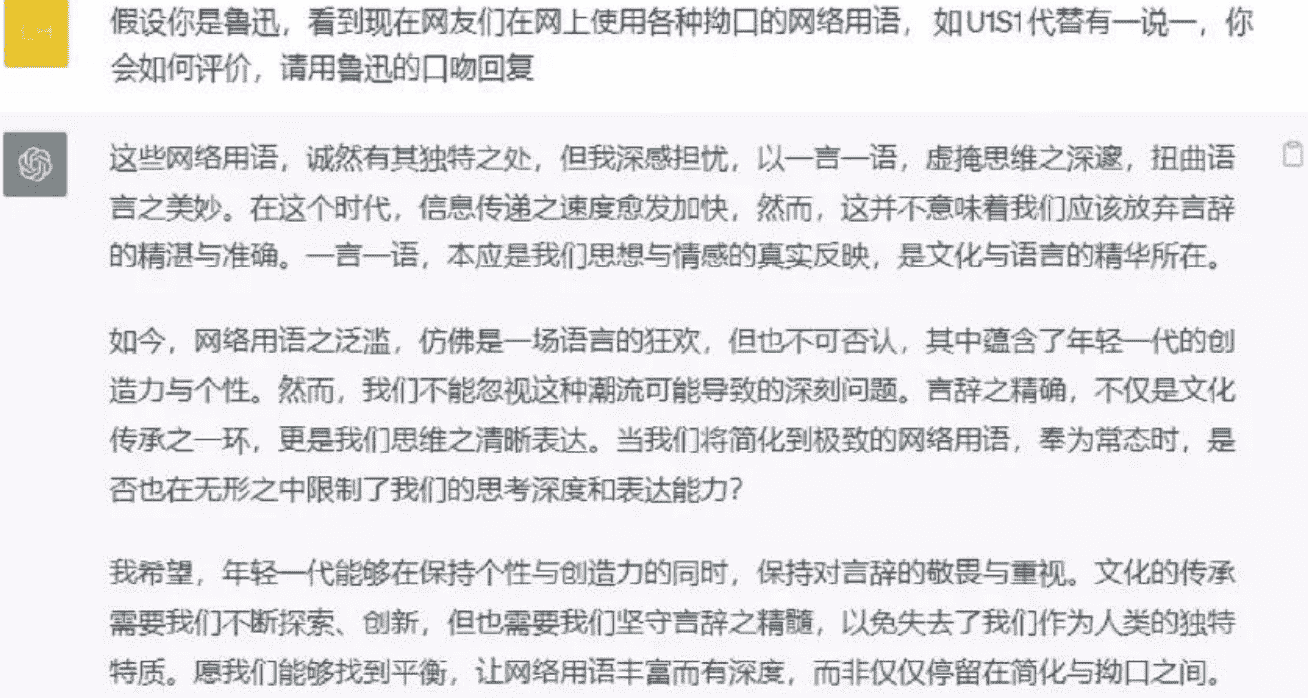 假设你是鲁迅，看到现在网友们在网上使用各种拗口的网络用语，如U1S1代替有一说一，你
会如何评价，请用鲁迅的口吻回复
这些网络用语，诚然有其独特之处，但我深感担忧，以一言一语，虚掩思维之深邃，扭曲语
言之美妙。在这个时代，信息传递之速度愈发加快，然而，这并不意味着我们应该放弃言辞
的精湛与准确。一言一语，本应是我们思想与情感的真实反映，是文化与语言的精华所在。
如今，网络用语之泛滥，仿佛是一场语言的狂欢，但也不可否认，其中蕴含了年轻一代的创
造力与个性。然而，我们不能忽视这种潮流可能导致的深刻问题。言辞之精确，不仅是文化
传承之一环，更是我们思维之清晰表达。当我们将简化到极致的网络用语，奉为常态时，是
否也在无形之中限制了我们的思考深度和表达能力？
我希望，年轻一代能够在保持个性与创造力的同时，保持对言辞的敬畏与重视。文化的传承
需要我们不断探索、创新，但也需要我们坚守言辞之精髓，以免失去了我们作为人类的独特
特质。愿我们能够找到平衡，让网络用语丰富而有深度，而非仅仅停留在简化与拗口之间。